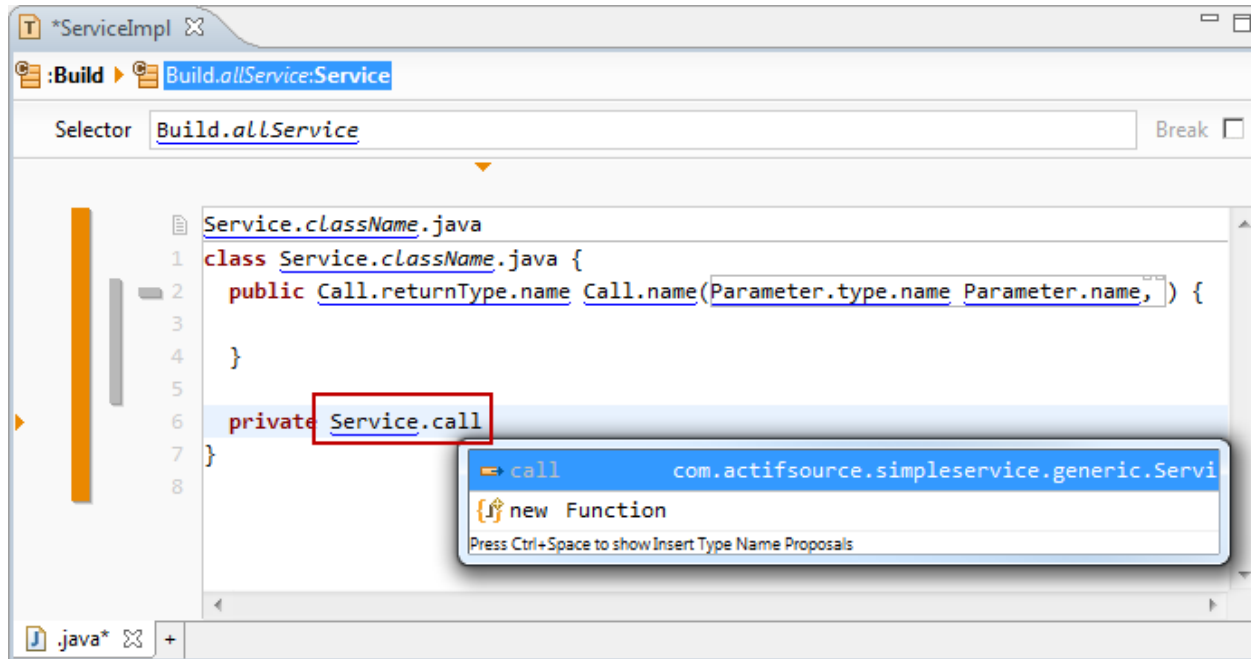 *ServiceImpl
:Build Build.allService:Service
Selector Build.allService Break
Service.className.java
1 class Service.className.java {
2 public Call.returnType.name Call.name(Parameter.type.name Parameter.name, ) {
3
4 }
5
6 private Service.call
7 }
8
call com.actifsource.simpleservice.generic.Servi
new Function
Press Ctrl+Space to show Insert Type Name Proposals
.java* +